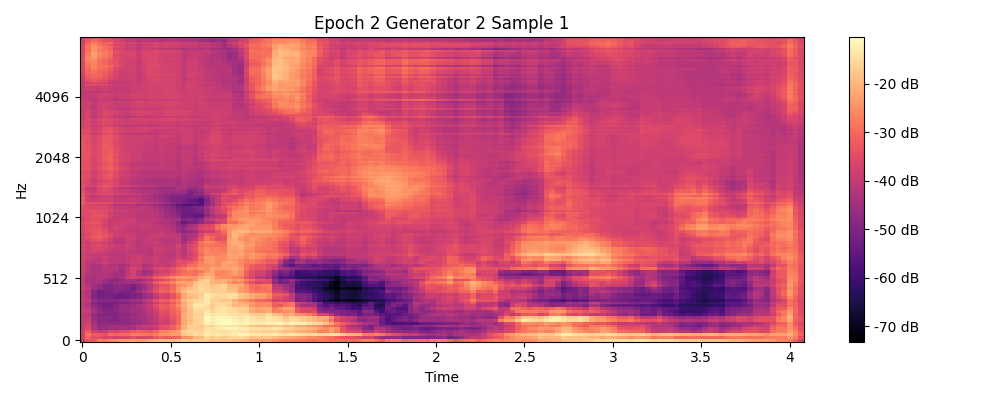 Epoch 2 Generator 2 Sample 1
Hz
4096
2048
1024
512
0
0 0.5 1 1.5 2 2.5 3 3.5 4
Time
-20 dB
-30 dB
-40 dB
-50 dB
-60 dB
-70 dB